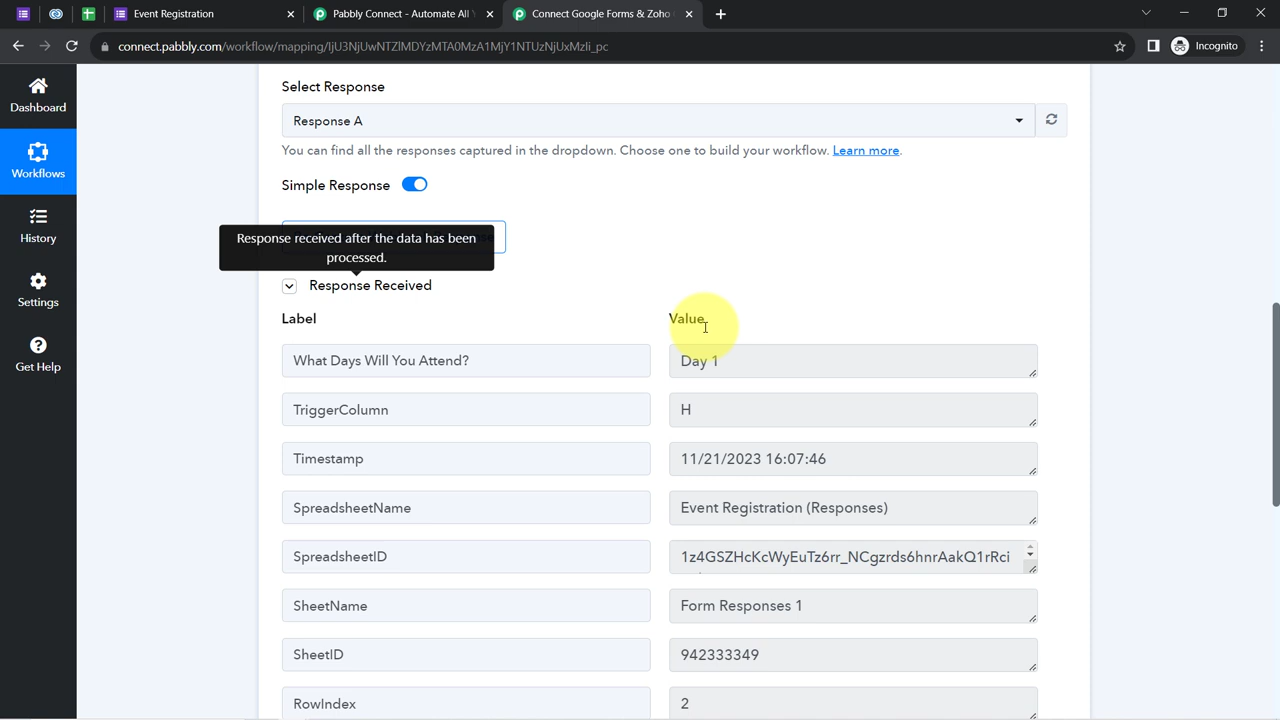 Event Registration
Pabbly Connect - Automate All
Connect Google Forms & Zoho
connect.pabbly.com/workflow/mapping/IjU3NjUwNTZlMDYzMTA0MzA1MjY1NTUzNjUxMzIi_pc
Incognito
Dashboard
Workflows
History
Settings
Get Help
Select Response
Response A
You can find all the responses captured in the dropdown. Choose one to build your workflow. Learn more.
Simple Response
Response received after the data has been
processed.
Response Received
Label
Value
What Days Will You Attend?
Day 1
TriggerColumn
H
Timestamp
11/21/2023 16:07:46
SpreadsheetName
Event Registration (Responses)
SpreadsheetID
1z4GSZHcKcWyEuTz6rr_NCgzrds6hnrAakQ1rRci
SheetName
Form Responses 1
SheetID
942333349
RowIndex
2